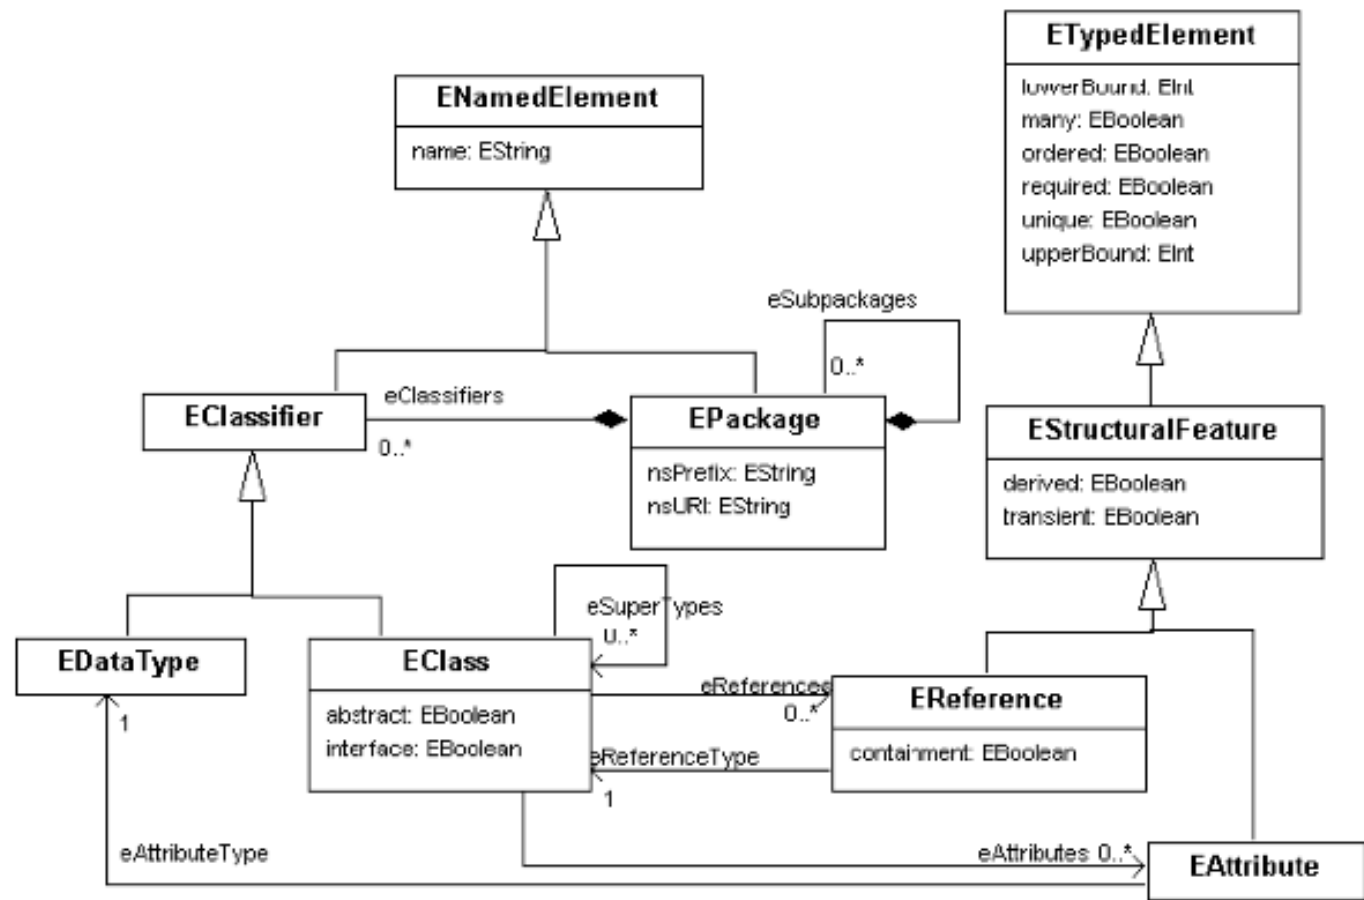 ETypedElement
lowerBound: EInt
many: EBoolean
ordered: EBoolean
required: EBoolean
unique: EBoolean
upperBound: EInt
ENamedElement
name: EString
eSubpackages
0..*
EClassifier
eClassifiers
0..*
EPackage
nsPrefix: EString
nsURI: EString
EStructuralFeature
derived: EBoolean
transient: EBoolean
eSuperTypes
0..*
EDataType
1
EClass
abstract: EBoolean
interface: EBoolean
eReferences
0..*
eReferenceType
1
EReference
containment: EBoolean
eAttributeType
eAttributes 0..*
EAttribute